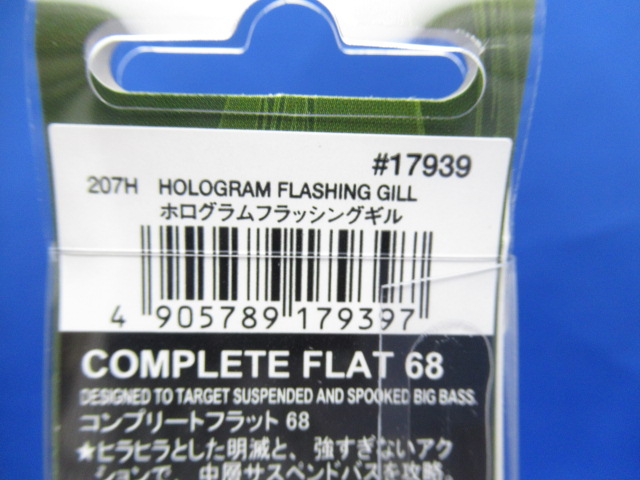 #17939
207H HOLOGRAM FLASHING GILL
ホログラムフラッシングギル
4 905789 179397
COMPLETE FLAT 68
DESIGNED TO TARGET SUSPENDED AND SPOOKED BIG BASS.
コンプリートフラット 68
★ヒラヒラとした明滅と、強すぎないアク
ションで、中層サスペンドバスを攻略。